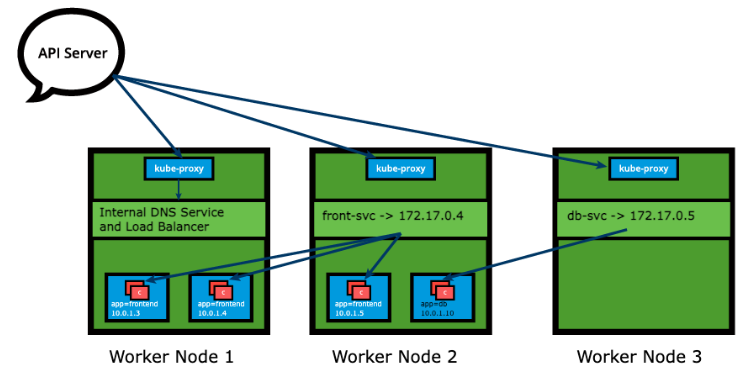 API Server
kube-proxy
kube-proxy
kube-proxy
Internal DNS Service
and Load Balancer
front-svc -> 172.17.0.4
db-svc -> 172.17.0.5
C
app=frontend
10.0.1.3
C
app=frontend
10.0.1.4
C
app=frontend
10.0.1.5
C
app=db
10.0.1.10
Worker Node 1
Worker Node 2
Worker Node 3